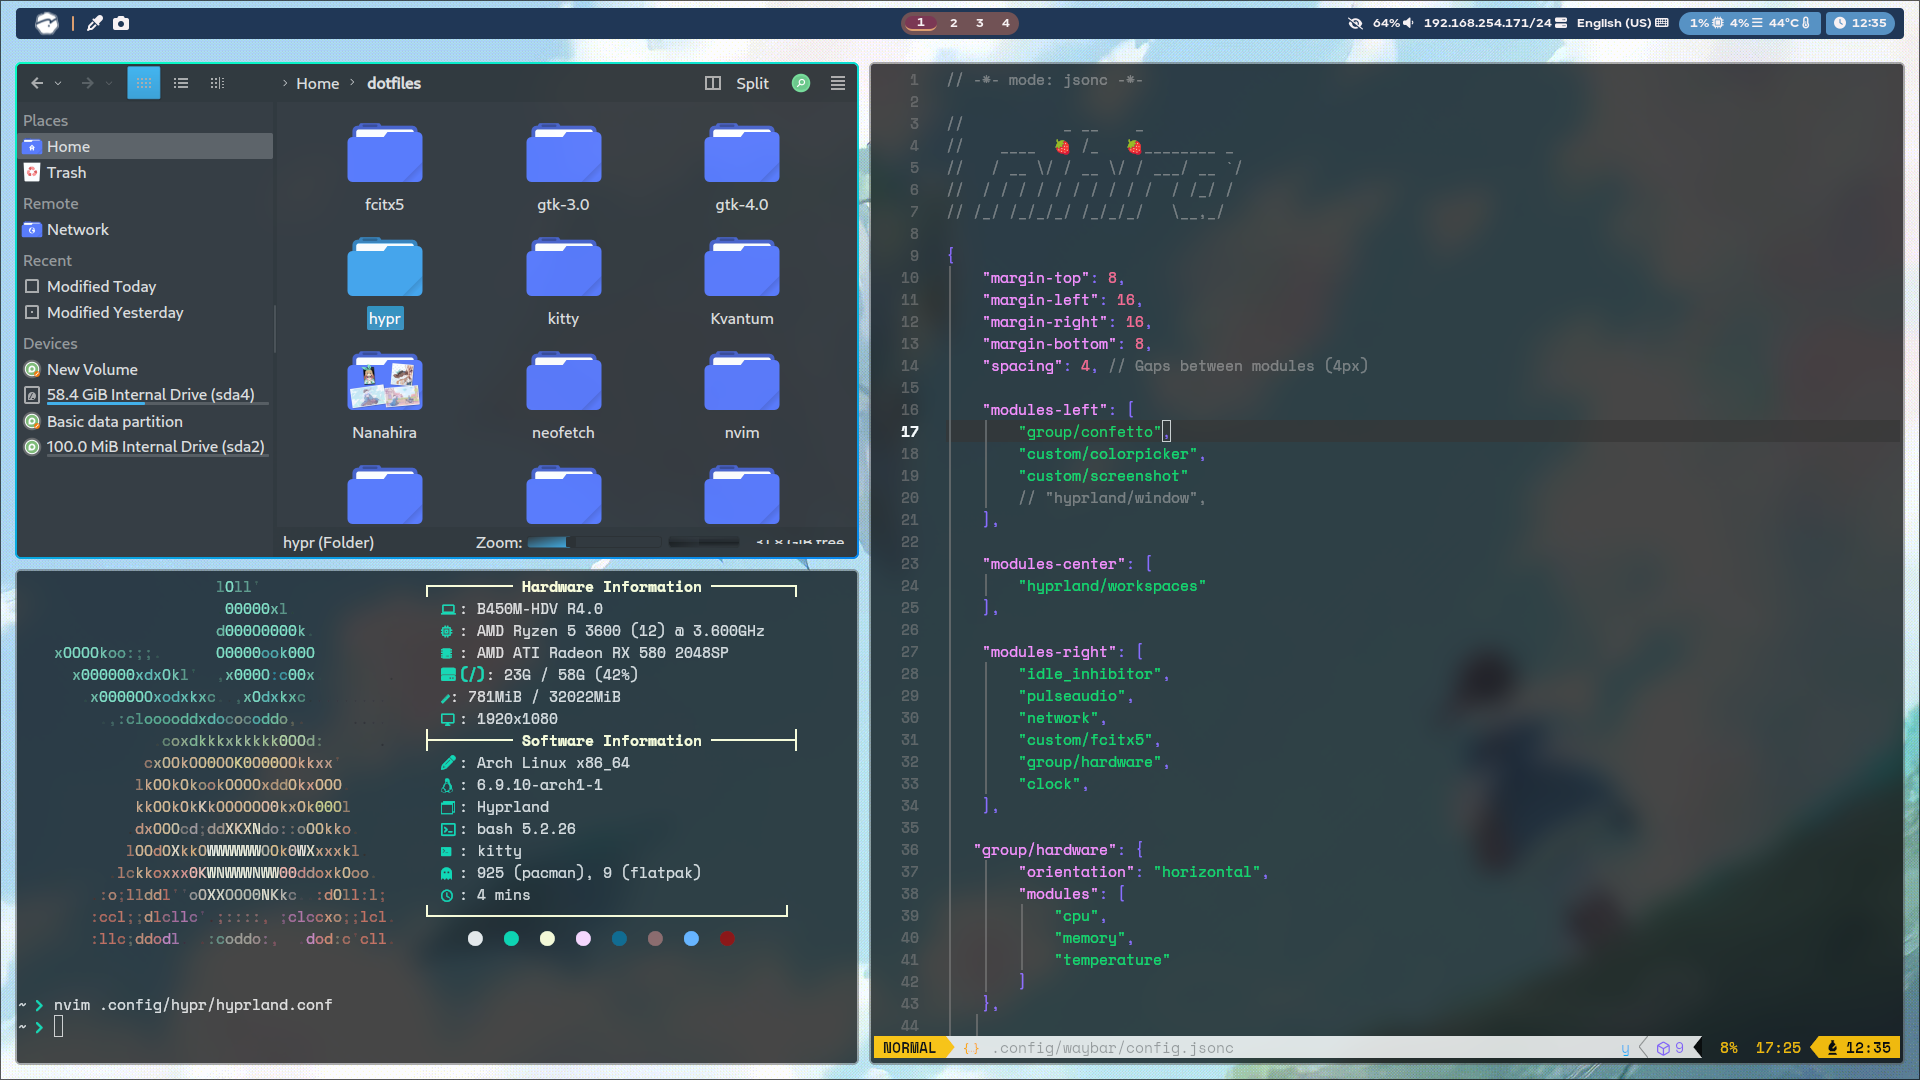 1 2 3 4
64% 192.168.254.171/24 English (US) 1% 4% 44°C 12:35
Home › dotfiles Split
Places
Home
Trash
Remote
Network
Recent
Modified Today
Modified Yesterday
Devices
New Volume
58.4 GiB Internal Drive (sda4)
Basic data partition
100.0 MiB Internal Drive (sda2)
fcitx5 gtk-3.0 gtk-4.0
hypr kitty Kvantum
Nanahira neofetch nvim
hypr (Folder) Zoom:
Hardware Information
: B450M-HDV R4.0
: AMD Ryzen 5 3600 (12) @ 3.600GHz
: AMD ATI Radeon RX 580 2048SP
(/): 23G / 58G (42%)
: 781MiB / 32022MiB
: 1920x1080
Software Information
: Arch Linux x86_64
: 6.9.10-arch1-1
: Hyprland
: bash 5.2.26
: kitty
: 925 (pacman), 9 (flatpak)
: 4 mins
~ ❯ nvim .config/hypr/hyprland.conf
~ ❯
1 // -*- mode: jsonc -*-
2
3 //
4 //
5 //
6 //
7 //
8
9 {
10 "margin-top": 8,
11 "margin-left": 16,
12 "margin-right": 16,
13 "margin-bottom": 8,
14 "spacing": 4, // Gaps between modules (4px)
15
16 "modules-left": [
17 "group/confetto",
18 "custom/colorpicker",
19 "custom/screenshot"
20 // "hyprland/window",
21 ],
22
23 "modules-center": [
24 "hyprland/workspaces"
25 ],
26
27 "modules-right": [
28 "idle_inhibitor",
29 "pulseaudio",
30 "network",
31 "custom/fcitx5",
32 "group/hardware",
33 "clock",
34 ],
35
36 "group/hardware": {
37 "orientation": "horizontal",
38 "modules": [
39 "cpu",
40 "memory",
41 "temperature"
42 ]
43 },
44
NORMAL {} .config/waybar/config.jsonc y 9 8% 17:25 12:35